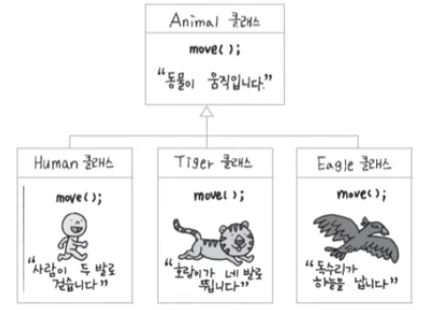 Animal 클래스
move();
"동물이 움직입니다."
Human 클래스
move();
"사람이 두 발로
걷습니다"
Tiger 클래스
move();
"호랑이가 네 발로
뜁니다"
Eagle 클래스
move();
"독수리가
하늘을 납니다"